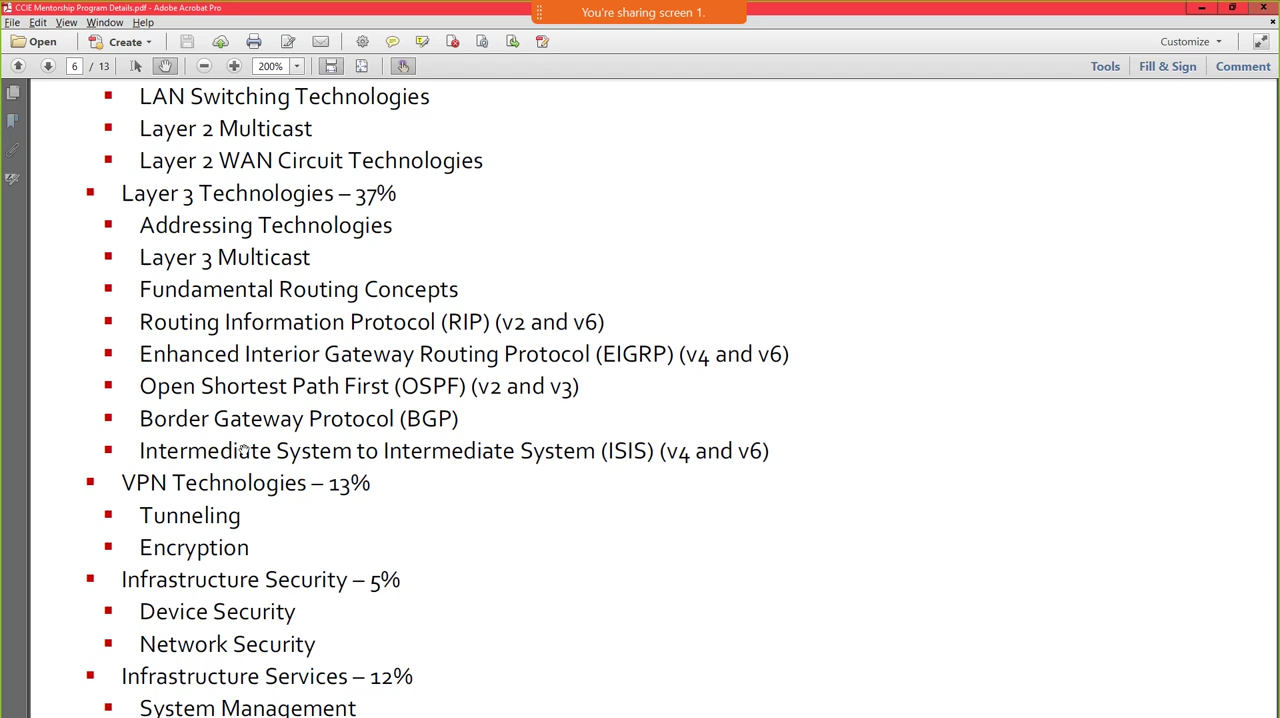 CCIE Mentorship Program Details.pdf - Adobe Acrobat Pro
You're sharing screen 1.
File Edit View Window Help
Open Create Customize
6 / 13 200% Tools Fill & Sign Comment
LAN Switching Technologies
Layer 2 Multicast
Layer 2 WAN Circuit Technologies
Layer 3 Technologies – 37%
Addressing Technologies
Layer 3 Multicast
Fundamental Routing Concepts
Routing Information Protocol (RIP) (v2 and v6)
Enhanced Interior Gateway Routing Protocol (EIGRP) (v4 and v6)
Open Shortest Path First (OSPF) (v2 and v3)
Border Gateway Protocol (BGP)
Intermediate System to Intermediate System (ISIS) (v4 and v6)
VPN Technologies – 13%
Tunneling
Encryption
Infrastructure Security – 5%
Device Security
Network Security
Infrastructure Services – 12%
System Management